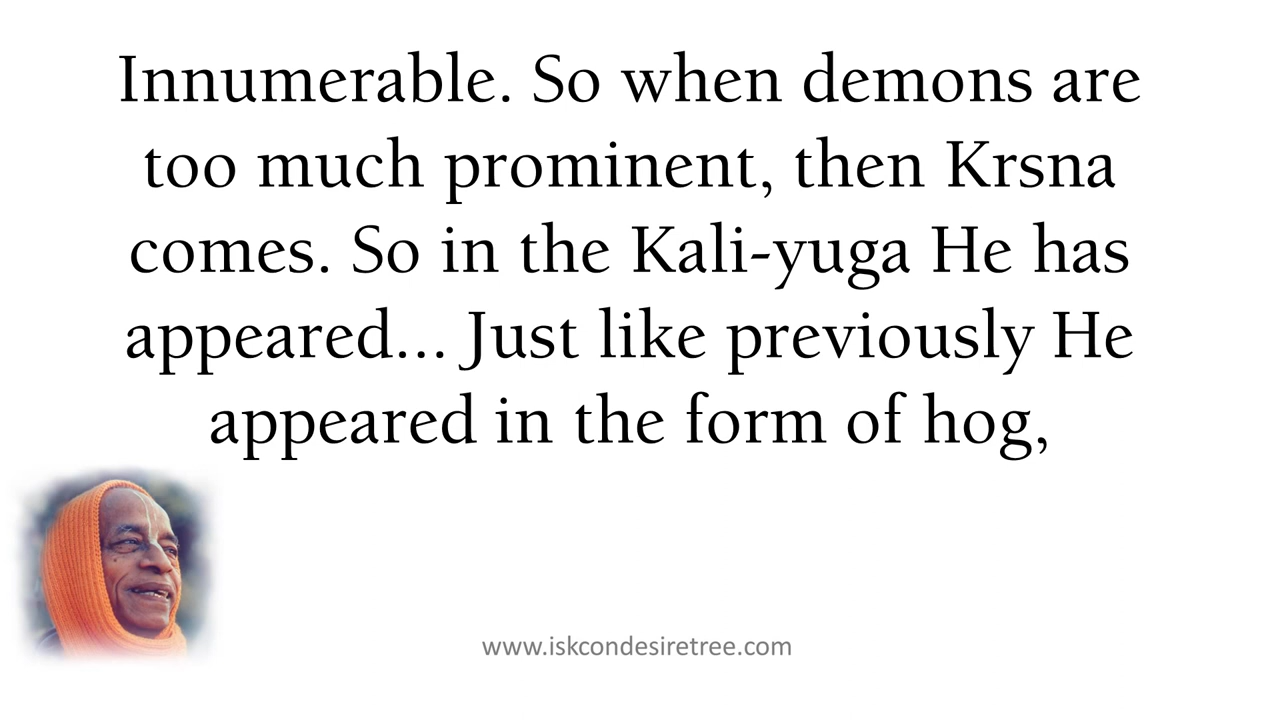 Innumerable. So when demons are
too much prominent, then Krsna
comes. So in the Kali-yuga He has
appeared... Just like previously He
appeared in the form of hog,
www.iskcondesiretree.com